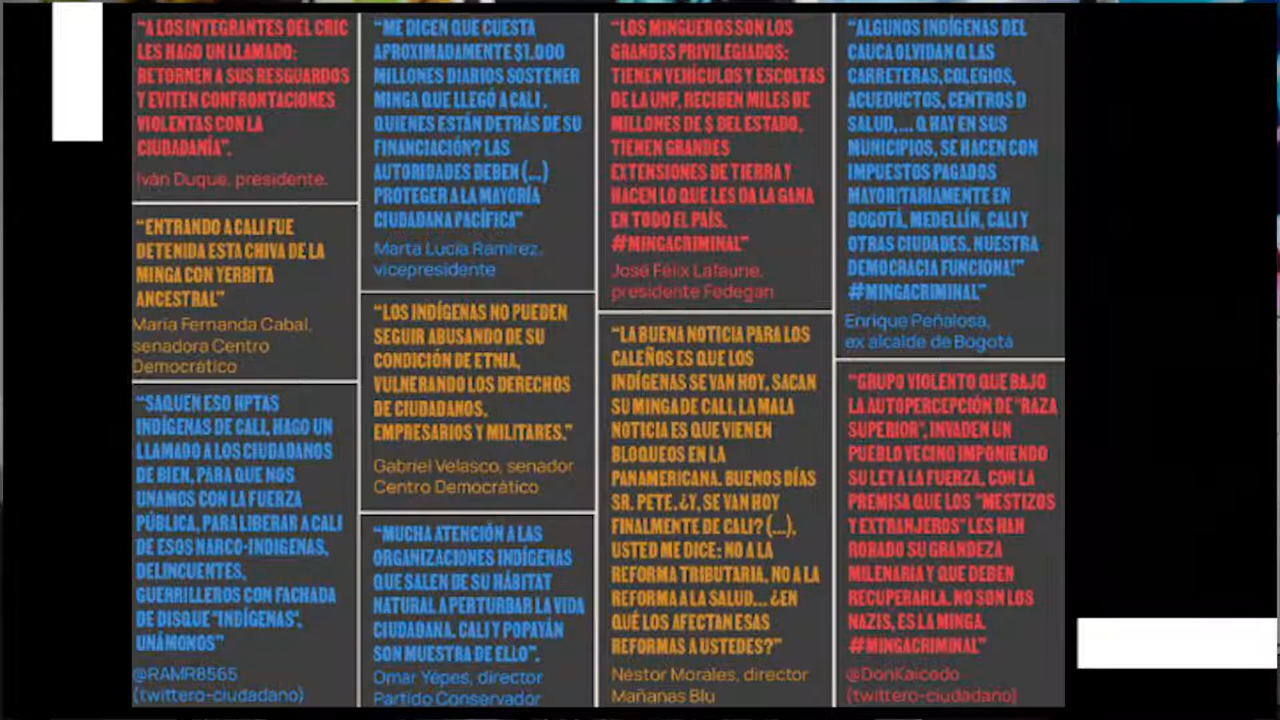 “A LOS INTEGRANTES DEL CRIC
LES HAGO UN LLAMADO:
RETORNEN A SUS RESGUARDOS
Y EVITEN CONFRONTACIONES
VIOLENTAS CON LA
CIUDADANÍA”.
Iván Duque, presidente.
“ENTRANDO A CALI FUE
DETENIDA ESTA CHIVA DE LA
MINGA CON YERBITA
ANCESTRAL”
María Fernanda Cabal,
senadora Centro
Democrático
“SAQUEN ESO HPTAS
INDÍGENAS DE CALI, HAGO UN
LLAMADO A LOS CIUDADANOS
DE BIEN, PARA QUE NOS
UNAMOS CON LA FUERZA
PÚBLICA, PARA LIBERAR A CALI
DE ESOS NARCO-INDIGENAS,
DELINCUENTES,
GUERRILLEROS CON FACHADA
DE DISQUE “INDÍGENAS”,
UNÁMONOS”
@RAMR8565
(twittero-ciudadano)
“ME DICEN QUE CUESTA
APROXIMADAMENTE $1.000
MILLONES DIARIOS SOSTENER
MINGA QUE LLEGÓ A CALI .
QUIENES ESTÁN DETRÁS DE SU
FINANCIACIÓN? LAS
AUTORIDADES DEBEN (...)
PROTEGER A LA MAYORÍA
CIUDADANA PACÍFICA”
Marta Lucía Ramírez,
vicepresidente
“LOS INDÍGENAS NO PUEDEN
SEGUIR ABUSANDO DE SU
CONDICIÓN DE ETNIA,
VULNERANDO LOS DERECHOS
DE CIUDADANOS,
EMPRESARIOS Y MILITARES.”
Gabriel Velasco, senador
Centro Democrático
“MUCHA ATENCIÓN A LAS
ORGANIZACIONES INDÍGENAS
QUE SALEN DE SU HÁBITAT
NATURAL A PERTURBAR LA VIDA
CIUDADANA. CALI Y POPAYÁN
SON MUESTRA DE ELLO”.
Omar Yepes, director
Partido Conservador
“LOS MINGUEROS SON LOS
GRANDES PRIVILEGIADOS:
TIENEN VEHÍCULOS Y ESCOLTAS
DE LA UNP, RECIBEN MILES DE
MILLONES DE $ DEL ESTADO,
TIENEN GRANDES
EXTENSIONES DE TIERRA Y
HACEN LO QUE LES DA LA GANA
EN TODO EL PAÍS.
#MINGACRIMINAL”
José Félix Lafaurie,
presidente Fedegan
“LA BUENA NOTICIA PARA LOS
CALEÑOS ES QUE LOS
INDÍGENAS SE VAN HOY, SACAN
SU MINGA DE CALI, LA MALA
NOTICIA ES QUE VIENEN
BLOQUEOS EN LA
PANAMERICANA. BUENOS DÍAS
SR. PETE. ¿Y, SE VAN HOY
FINALMENTE DE CALI? (...).
USTED ME DICE: NO A LA
REFORMA TRIBUTARIA, NO A LA
REFORMA A LA SALUD... ¿EN
QUÉ LOS AFECTAN ESAS
REFORMAS A USTEDES?”
Néstor Morales, director
Mañanas Blu
“ALGUNOS INDÍGENAS DEL
CAUCA OLVIDAN Q LAS
CARRETERAS, COLEGIOS,
ACUEDUCTOS, CENTROS D
SALUD,... Q HAY EN SUS
MUNICIPIOS, SE HACEN CON
IMPUESTOS PAGADOS
MAYORITARIAMENTE EN
BOGOTÁ, MEDELLÍN, CALI Y
OTRAS CIUDADES. NUESTRA
DEMOCRACIA FUNCIONA!”
#MINGACRIMINAL”
Enrique Peñalosa,
ex alcalde de Bogotá
“GRUPO VIOLENTO QUE BAJO
LA AUTOPERCEPCIÓN DE “RAZA
SUPERIOR”, INVADEN UN
PUEBLO VECINO IMPONIENDO
SU LEY A LA FUERZA, CON LA
PREMISA QUE LOS “MESTIZOS
Y EXTRANJEROS” LES HAN
ROBADO SU GRANDEZA
MILENARIA Y QUE DEBEN
RECUPERARLA. NO SON LOS
NAZIS, ES LA MINGA.
#MINGACRIMINAL”
@DonKaicedo
(twittero-ciudadano)